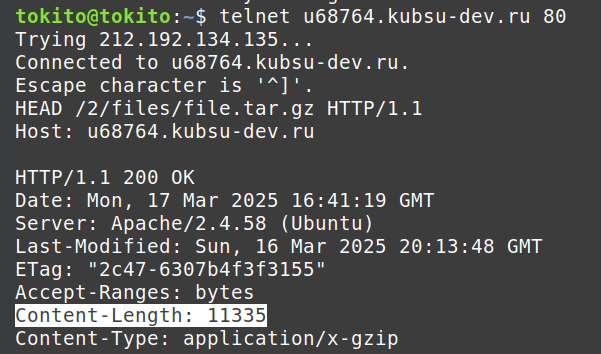 tokito@tokito:~$ telnet u68764.kubsu-dev.ru 80
Trying 212.192.134.135...
Connected to u68764.kubsu-dev.ru.
Escape character is '^]'.
HEAD /2/files/file.tar.gz HTTP/1.1
Host: u68764.kubsu-dev.ru

HTTP/1.1 200 OK
Date: Mon, 17 Mar 2025 16:41:19 GMT
Server: Apache/2.4.58 (Ubuntu)
Last-Modified: Sun, 16 Mar 2025 20:13:48 GMT
ETag: "2c47-6307b4f3f3155"
Accept-Ranges: bytes
Content-Length: 11335
Content-Type: application/x-gzip